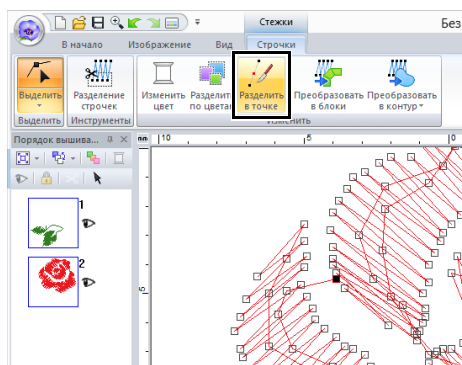 Стежки
Без
В начало Изображение Вид Строчки
Выделить
Разделение строчек
Изменить цвет
Разделить по цветам
Разделить в точке
Преобразовать в блоки
Преобразовать в контур
Выделить Инструменты Изменить
Порядок вышива...
10 5 0
1
2
5